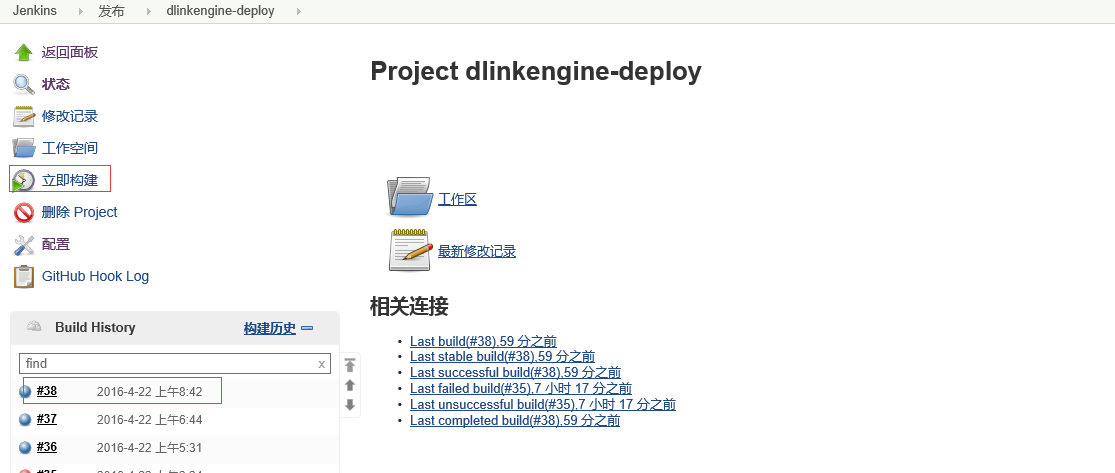 Jenkins 发布 dlinkengine-deploy
返回面板
状态
修改记录
工作空间
立即构建
删除 Project
配置
GitHub Hook Log
Build History 构建历史
find x
#38 2016-4-22 上午8:42
#37 2016-4-22 上午6:44
#36 2016-4-22 上午5:31
Project dlinkengine-deploy
工作区
最新修改记录
相关连接
Last build(#38),59 分之前
Last stable build(#38),59 分之前
Last successful build(#38),59 分之前
Last failed build(#35),7 小时 17 分之前
Last unsuccessful build(#35),7 小时 17 分之前
Last completed build(#38),59 分之前